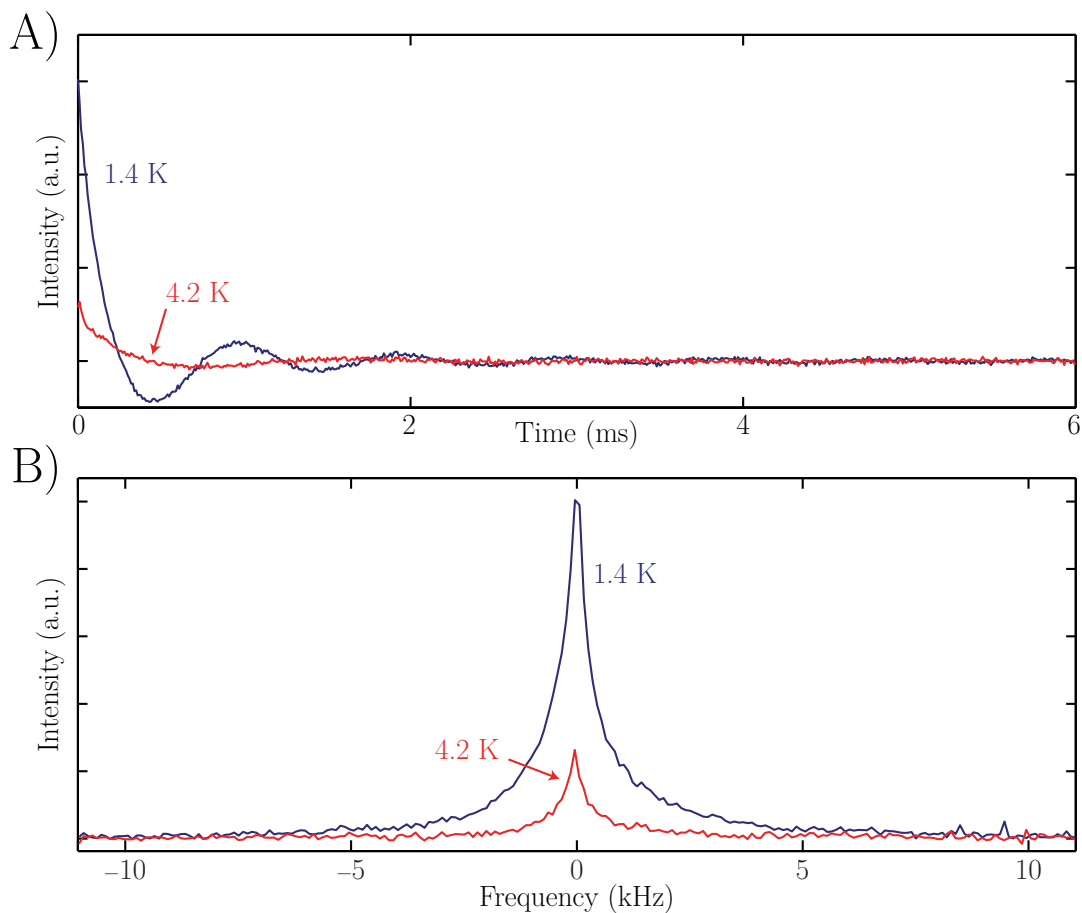 A)
Intensity (a.u.)
1.4 K
4.2 K
0 2 4 6
Time (ms)
B)
Intensity (a.u.)
1.4 K
4.2 K
–10 –5 0 5 10
Frequency (kHz)